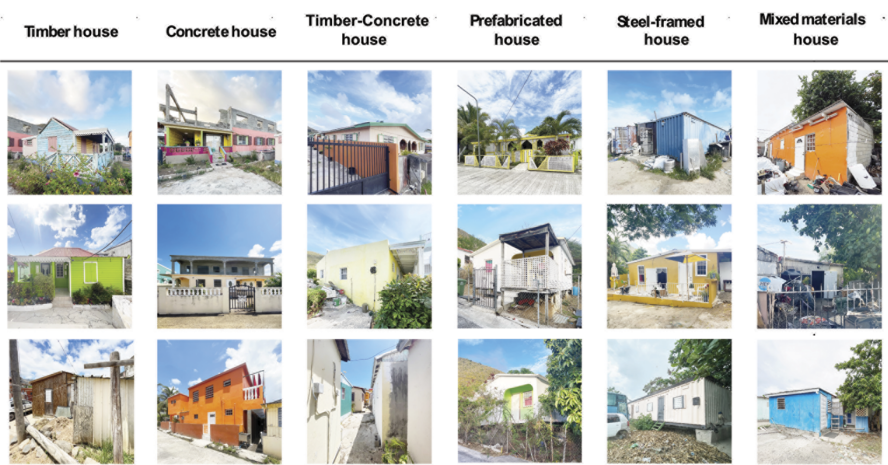 Timber house
Concrete house
Timber-Concrete
house
Prefabricated
house
Steel-framed
house
Mixed materials
house